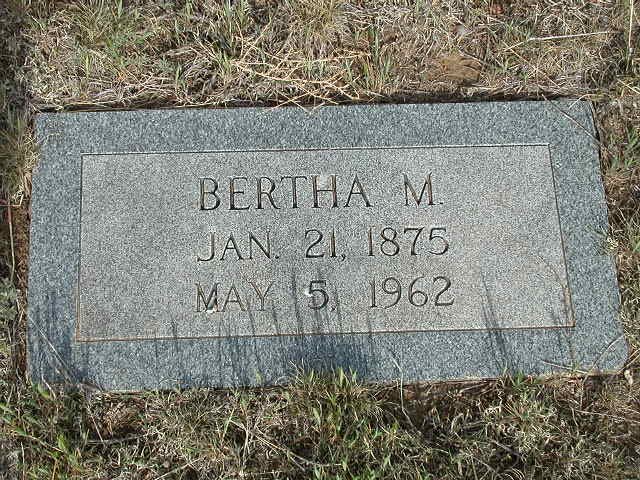 BERTHA M.
JAN. 21, 1875
MAY 5, 1962